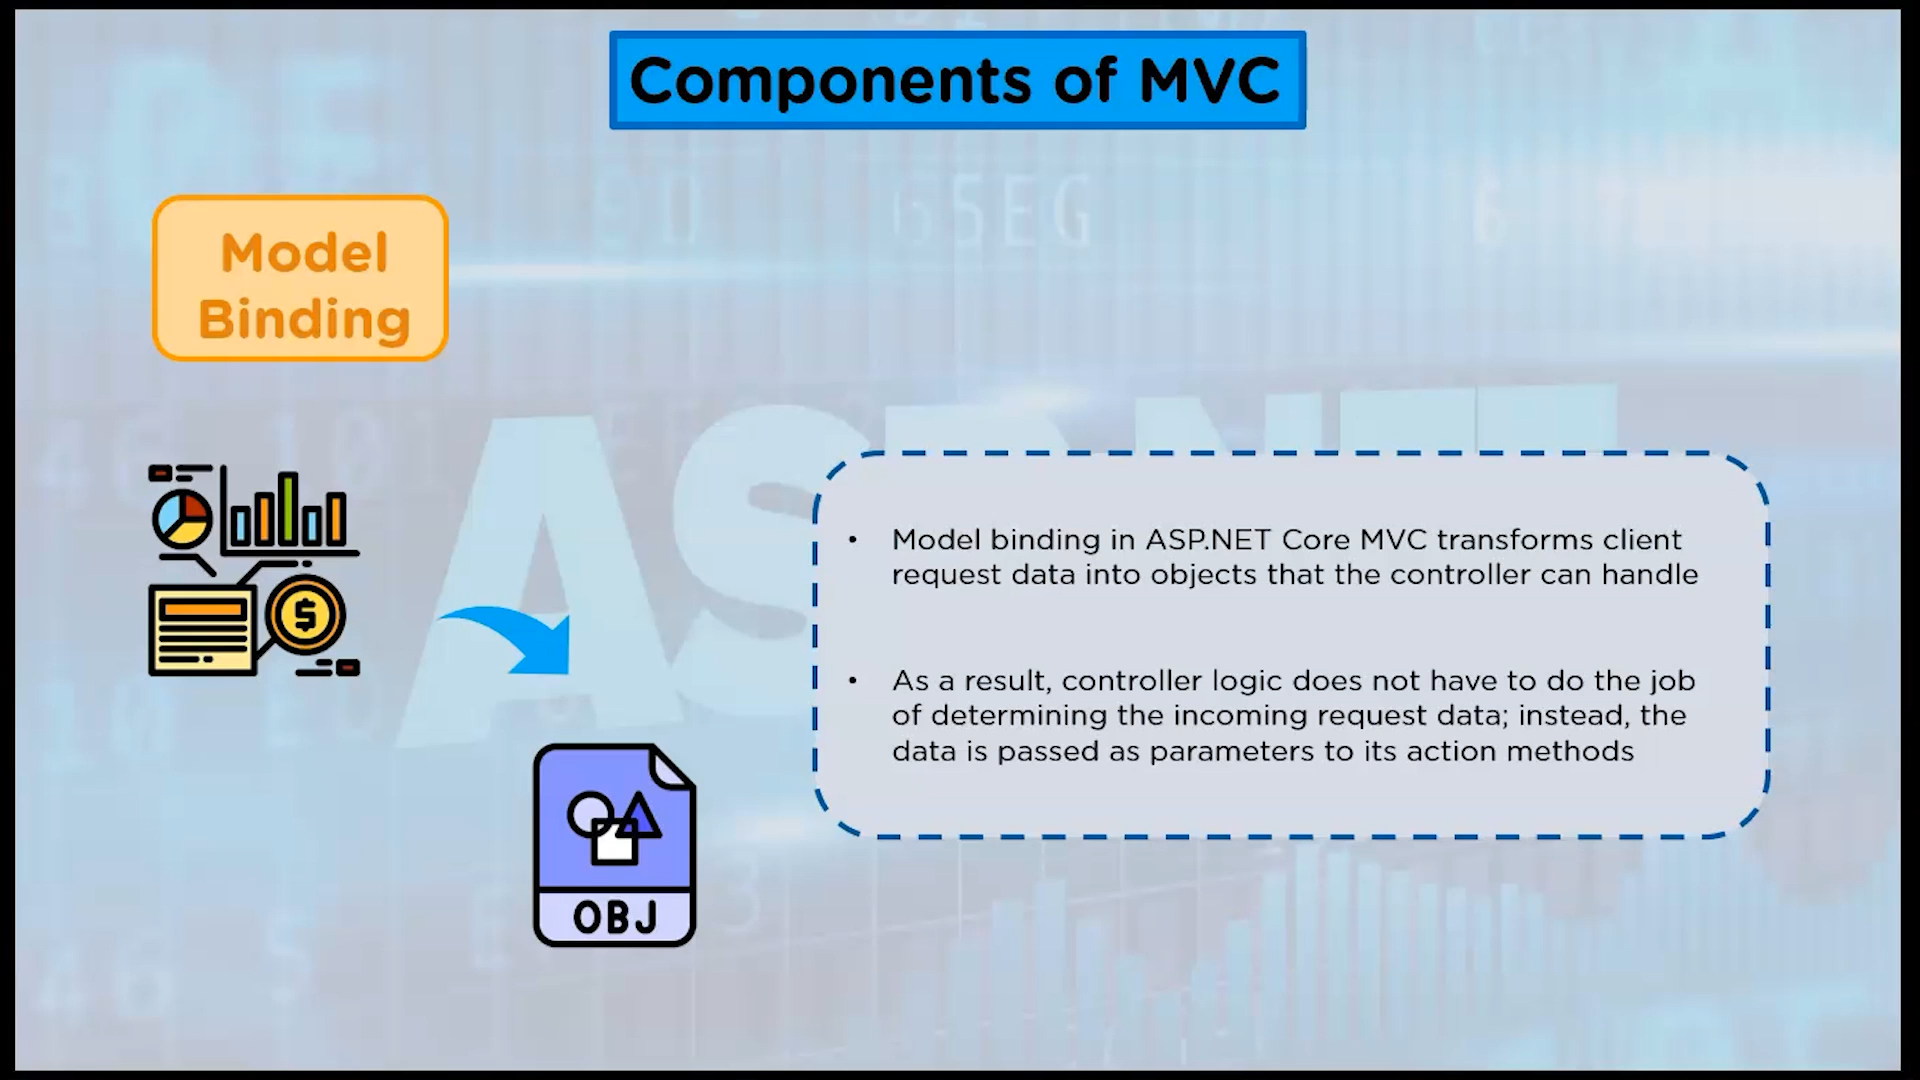 Components of MVC
Model
Binding
• Model binding in ASP.NET Core MVC transforms client
request data into objects that the controller can handle
• As a result, controller logic does not have to do the job
of determining the incoming request data; instead, the
data is passed as parameters to its action methods
$
OBJ